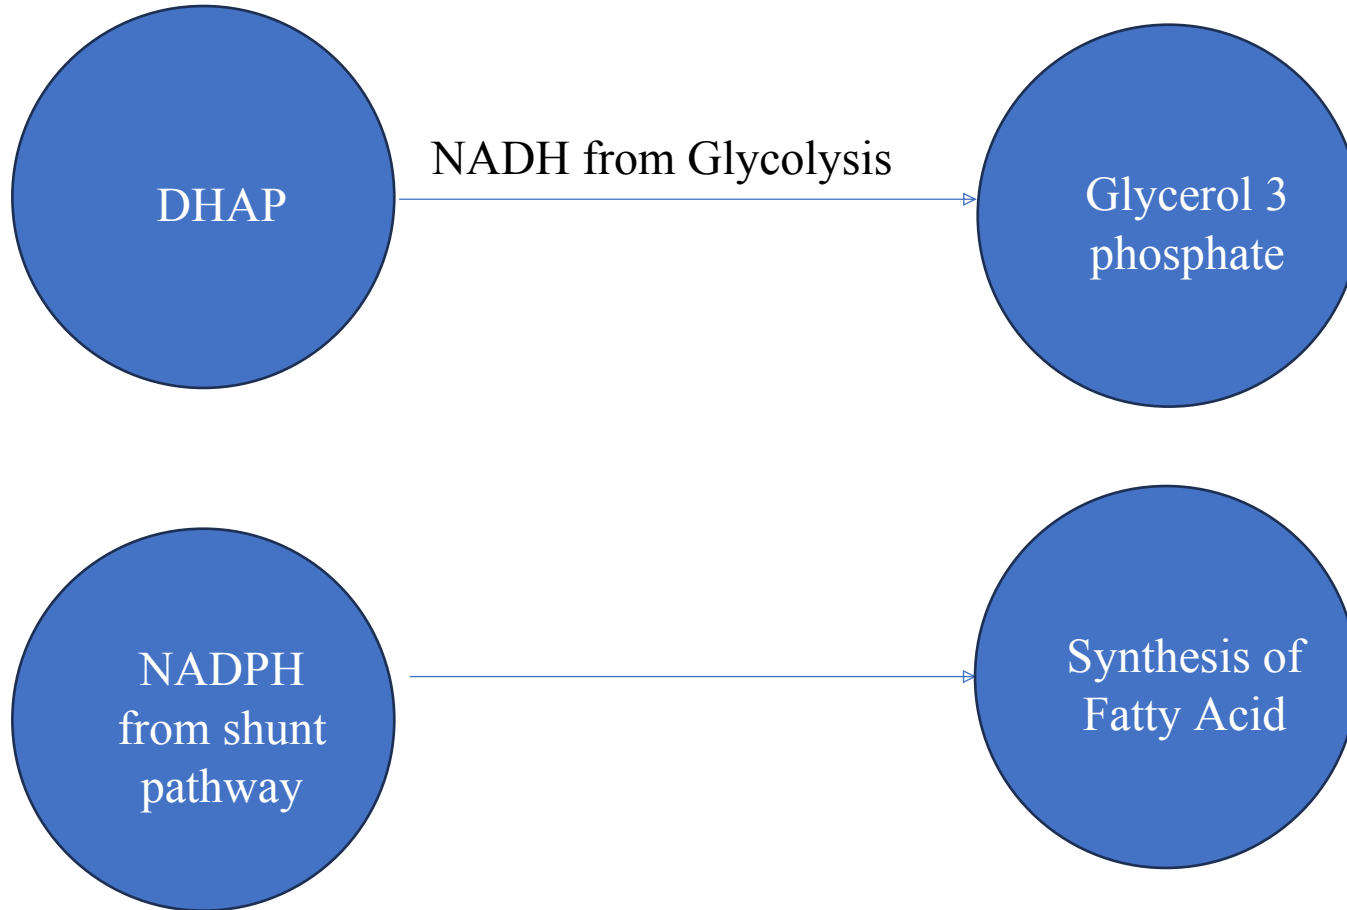 DHAP
NADH from Glycolysis
Glycerol 3
phosphate
NADPH
from shunt
pathway
Synthesis of
Fatty Acid